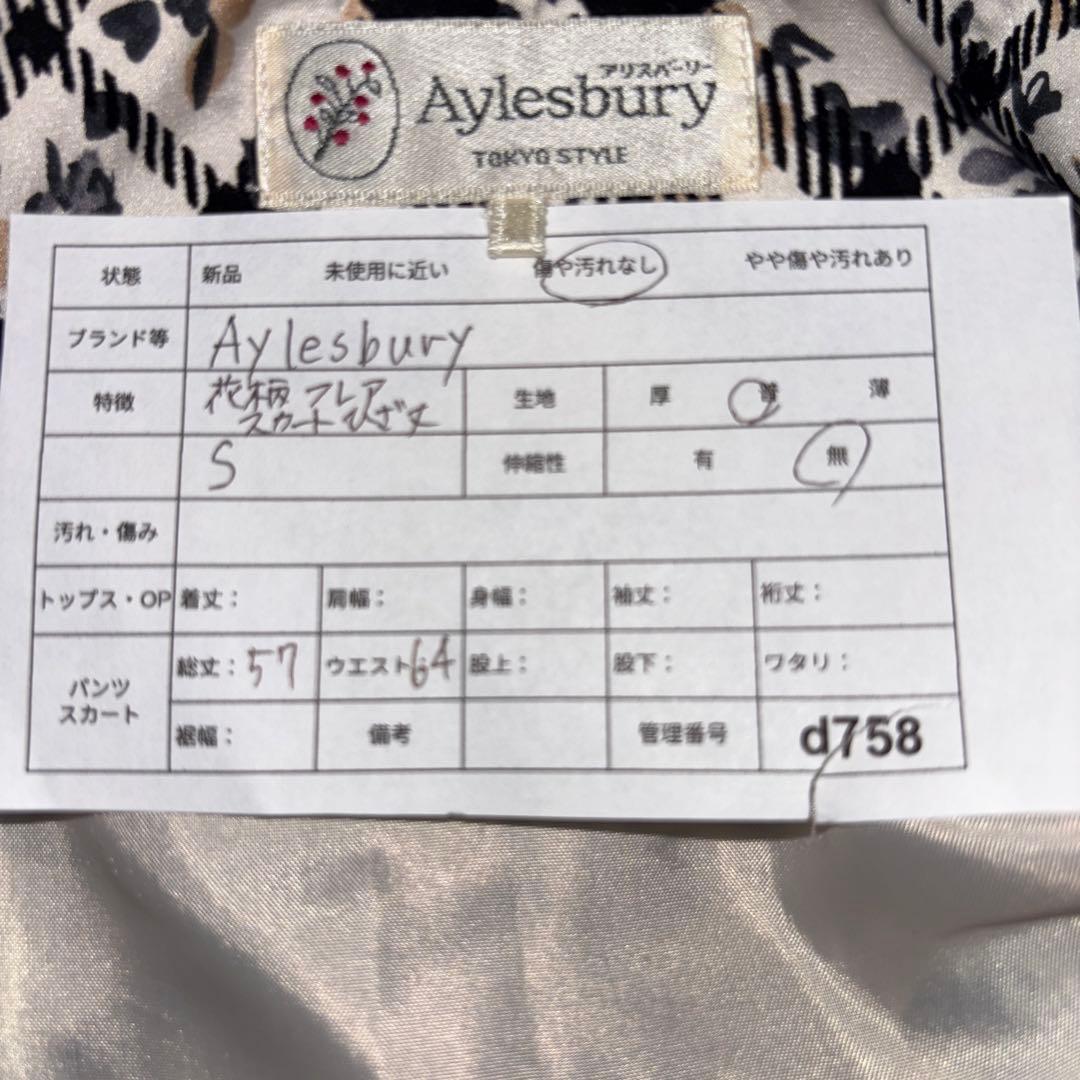 アリスバーリー
Aylesbury
TOKYO STYLE
状態 新品 未使用に近い 傷や汚れなし やや傷や汚れあり
ブランド等 Aylesbury
特徴 花柄 フレア 生地 厚 普 薄
スカート ひざ丈
S 伸縮性 有 無
汚れ・傷み
トップス・OP 着丈： 肩幅： 身幅： 袖丈： 裄丈：
パンツ
スカート
総丈：57 ウエスト64 股上： 股下： ワタリ：
裾幅： 備考 管理番号 d758